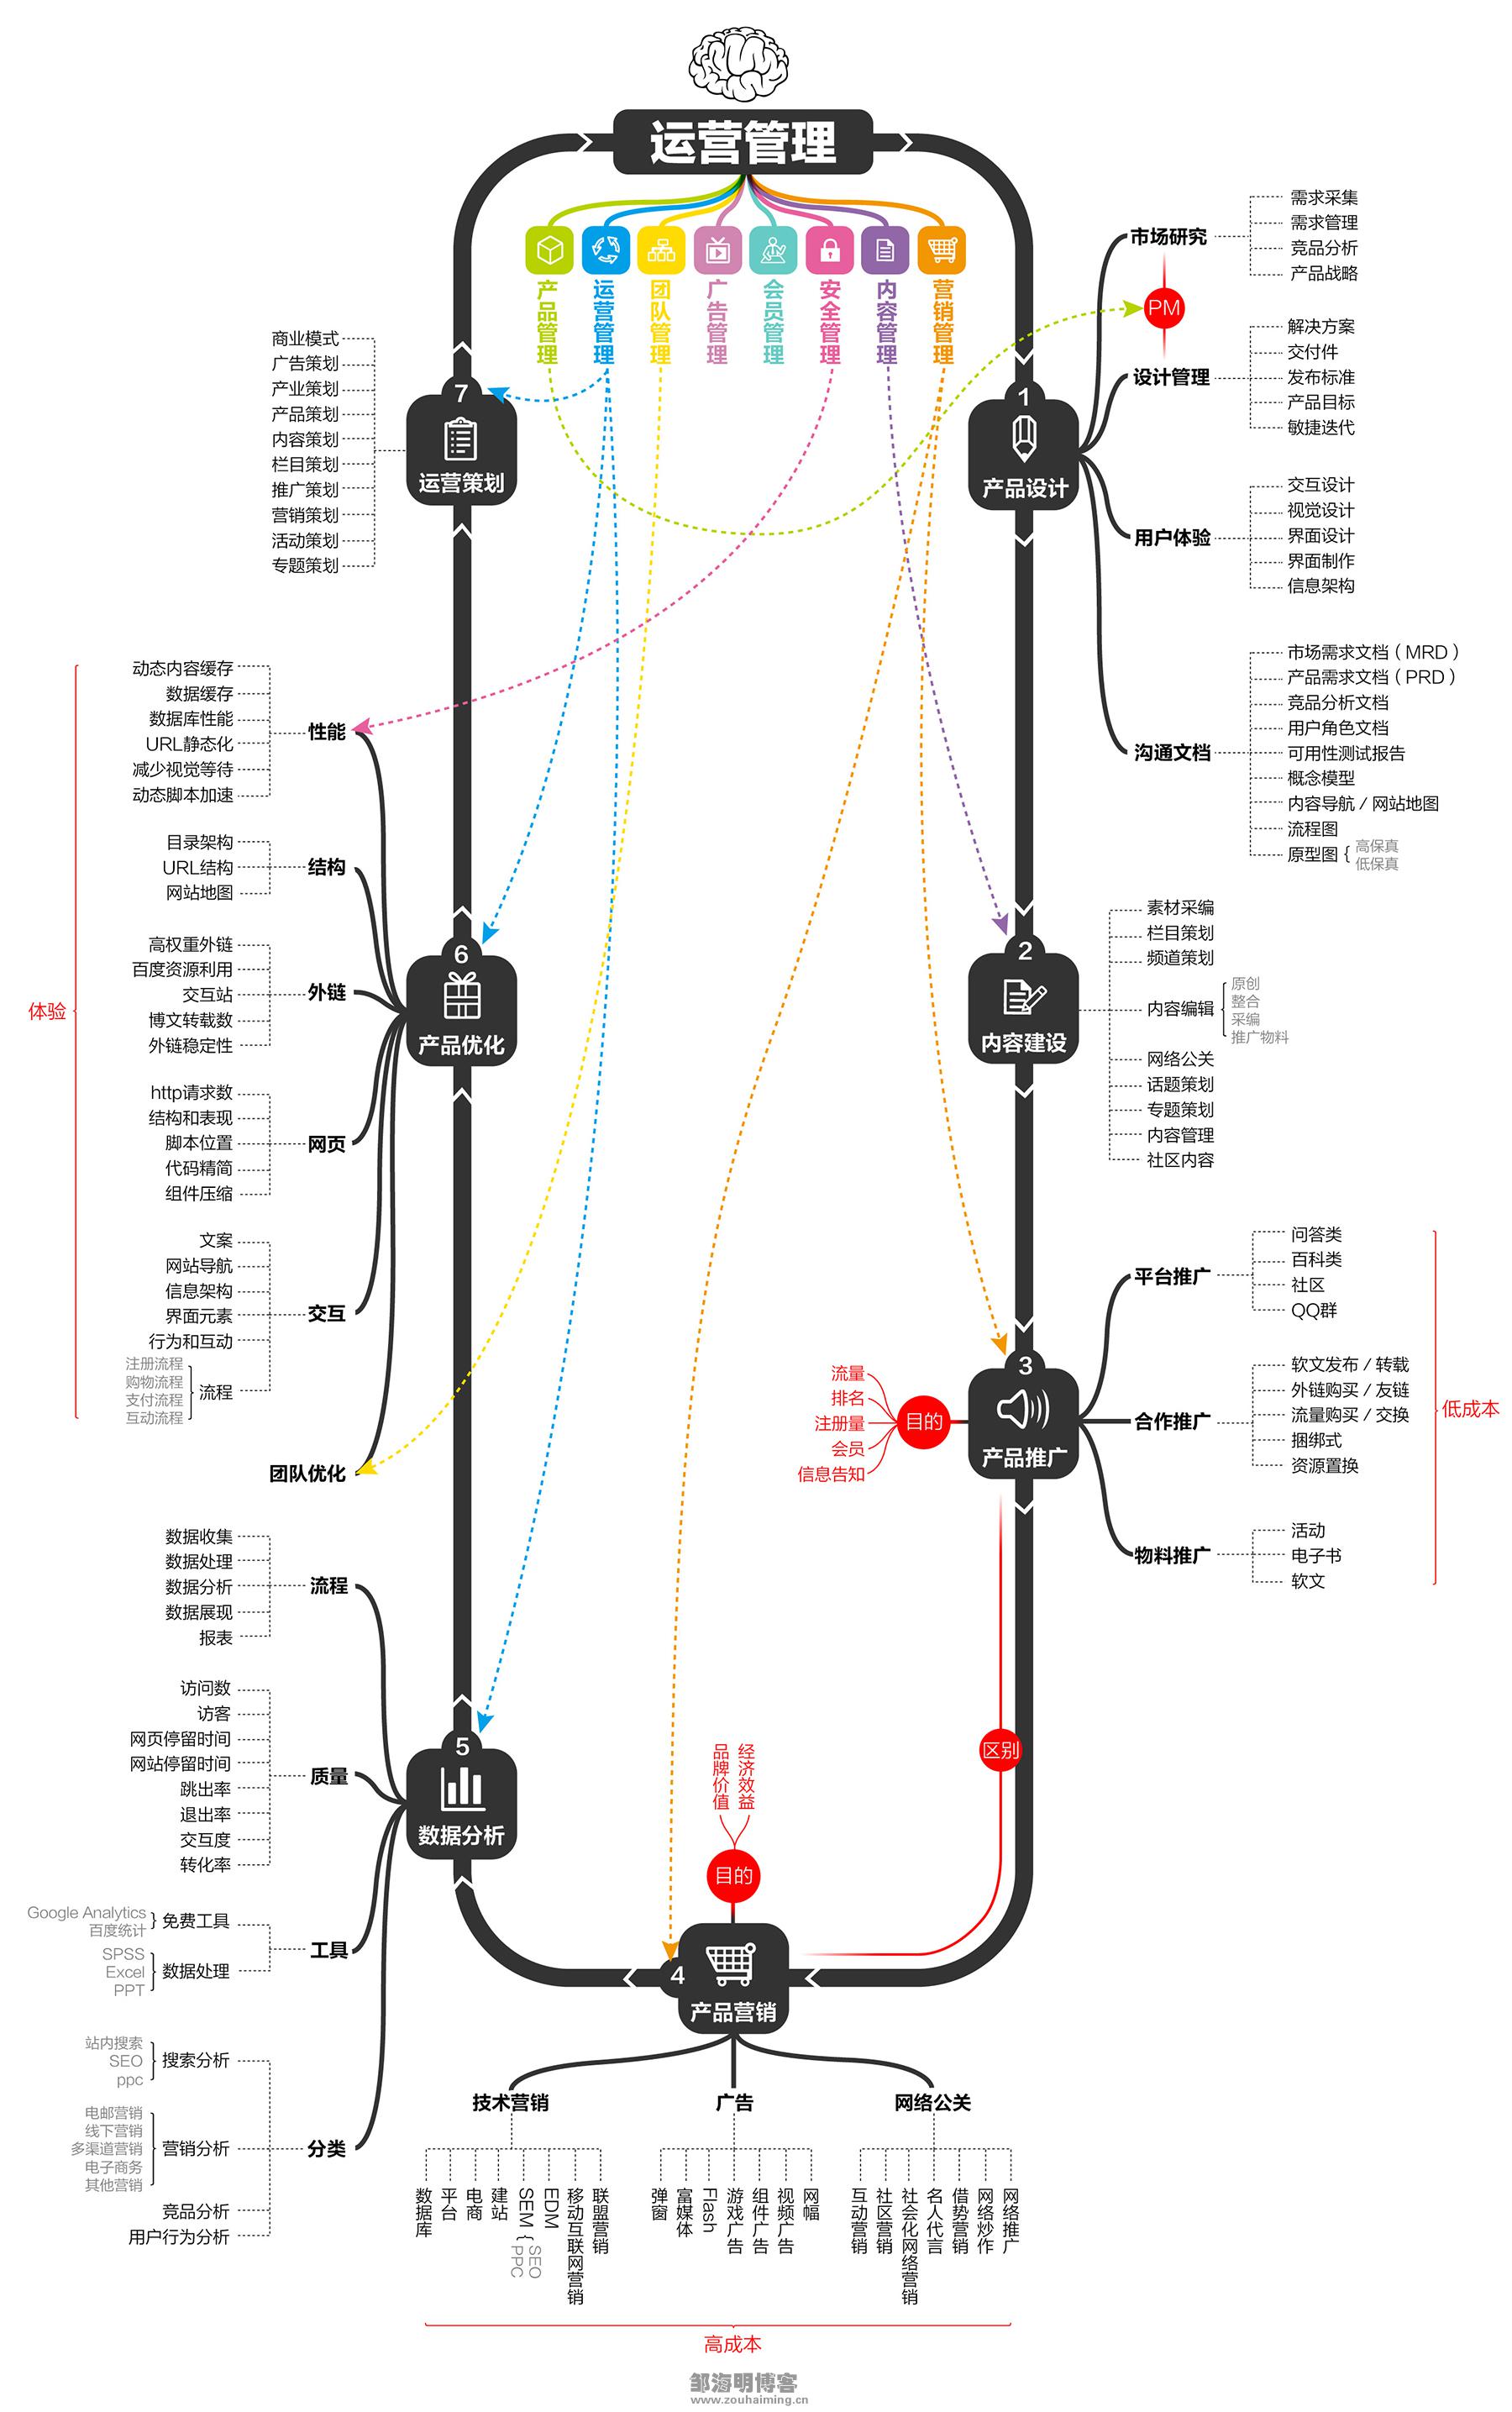 运营管理
产品管理
运营管理
团队管理
广告管理
会员管理
安全管理
内容管理
营销管理
1
产品设计
市场研究
需求采集
需求管理
竞品分析
产品战略
PM
设计管理
解决方案
交付件
发布标准
产品目标
敏捷迭代
用户体验
交互设计
视觉设计
界面设计
界面制作
信息架构
沟通文档
市场需求文档（MRD）
产品需求文档（PRD）
竞品分析文档
用户角色文档
可用性测试报告
概念模型
内容导航 / 网站地图
流程图
原型图 {
高保真
低保真
2
内容建设
素材采编
栏目策划
频道策划
内容编辑
原创
整合
采编
推广物料
网络公关
话题策划
专题策划
内容管理
社区内容
3
产品推广
目的
流量
排名
注册量
会员
信息告知
平台推广
问答类
百科类
社区
QQ群
合作推广
软文发布 / 转载
外链购买 / 友链
流量购买 / 交换
捆绑式
资源置换
物料推广
活动
电子书
软文
低成本
区别
4
产品营销
目的
品牌价值
经济效益
技术营销
数据库
平台
电商
建站
SEM {
SEO
PPC
EDM
移动互联网营销
联盟营销
广告
弹窗
富媒体
Flash
游戏广告
组件广告
视频广告
网幅
网络公关
互动营销
社区营销
社会化网络营销
名人代言
借势营销
网络炒作
网络推广
高成本
5
数据分析
流程
数据收集
数据处理
数据分析
数据展现
报表
质量
访问数
访客
网页停留时间
网站停留时间
跳出率
退出率
交互度
转化率
工具
免费工具
Google Analytics
百度统计
数据处理
SPSS
Excel
PPT
分类
搜索分析
站内搜索
SEO
ppc
营销分析
电邮营销
线下营销
多渠道营销
电子商务
其他营销
竞品分析
用户行为分析
6
产品优化
体验
性能
动态内容缓存
数据缓存
数据库性能
URL静态化
减少视觉等待
动态脚本加速
结构
目录架构
URL结构
网站地图
外链
高权重外链
百度资源利用
交互站
博文转载数
外链稳定性
网页
http请求数
结构和表现
脚本位置
代码精简
组件压缩
交互
文案
网站导航
信息架构
界面元素
行为和互动
流程
注册流程
购物流程
支付流程
互动流程
团队优化
7
运营策划
商业模式
广告策划
产业策划
产品策划
内容策划
栏目策划
推广策划
营销策划
活动策划
专题策划
邹海明博客
www.zouhaiming.cn